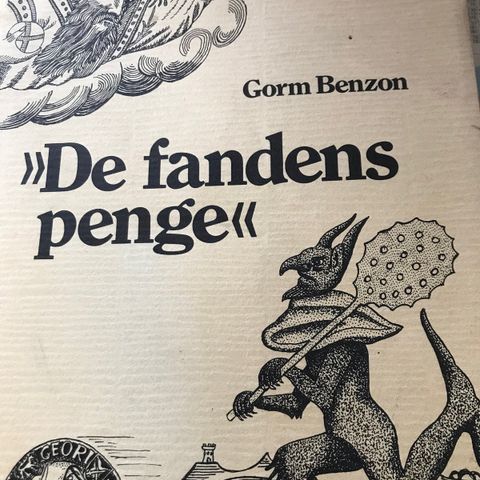 Gorm Benzon
»De fandens
penge«